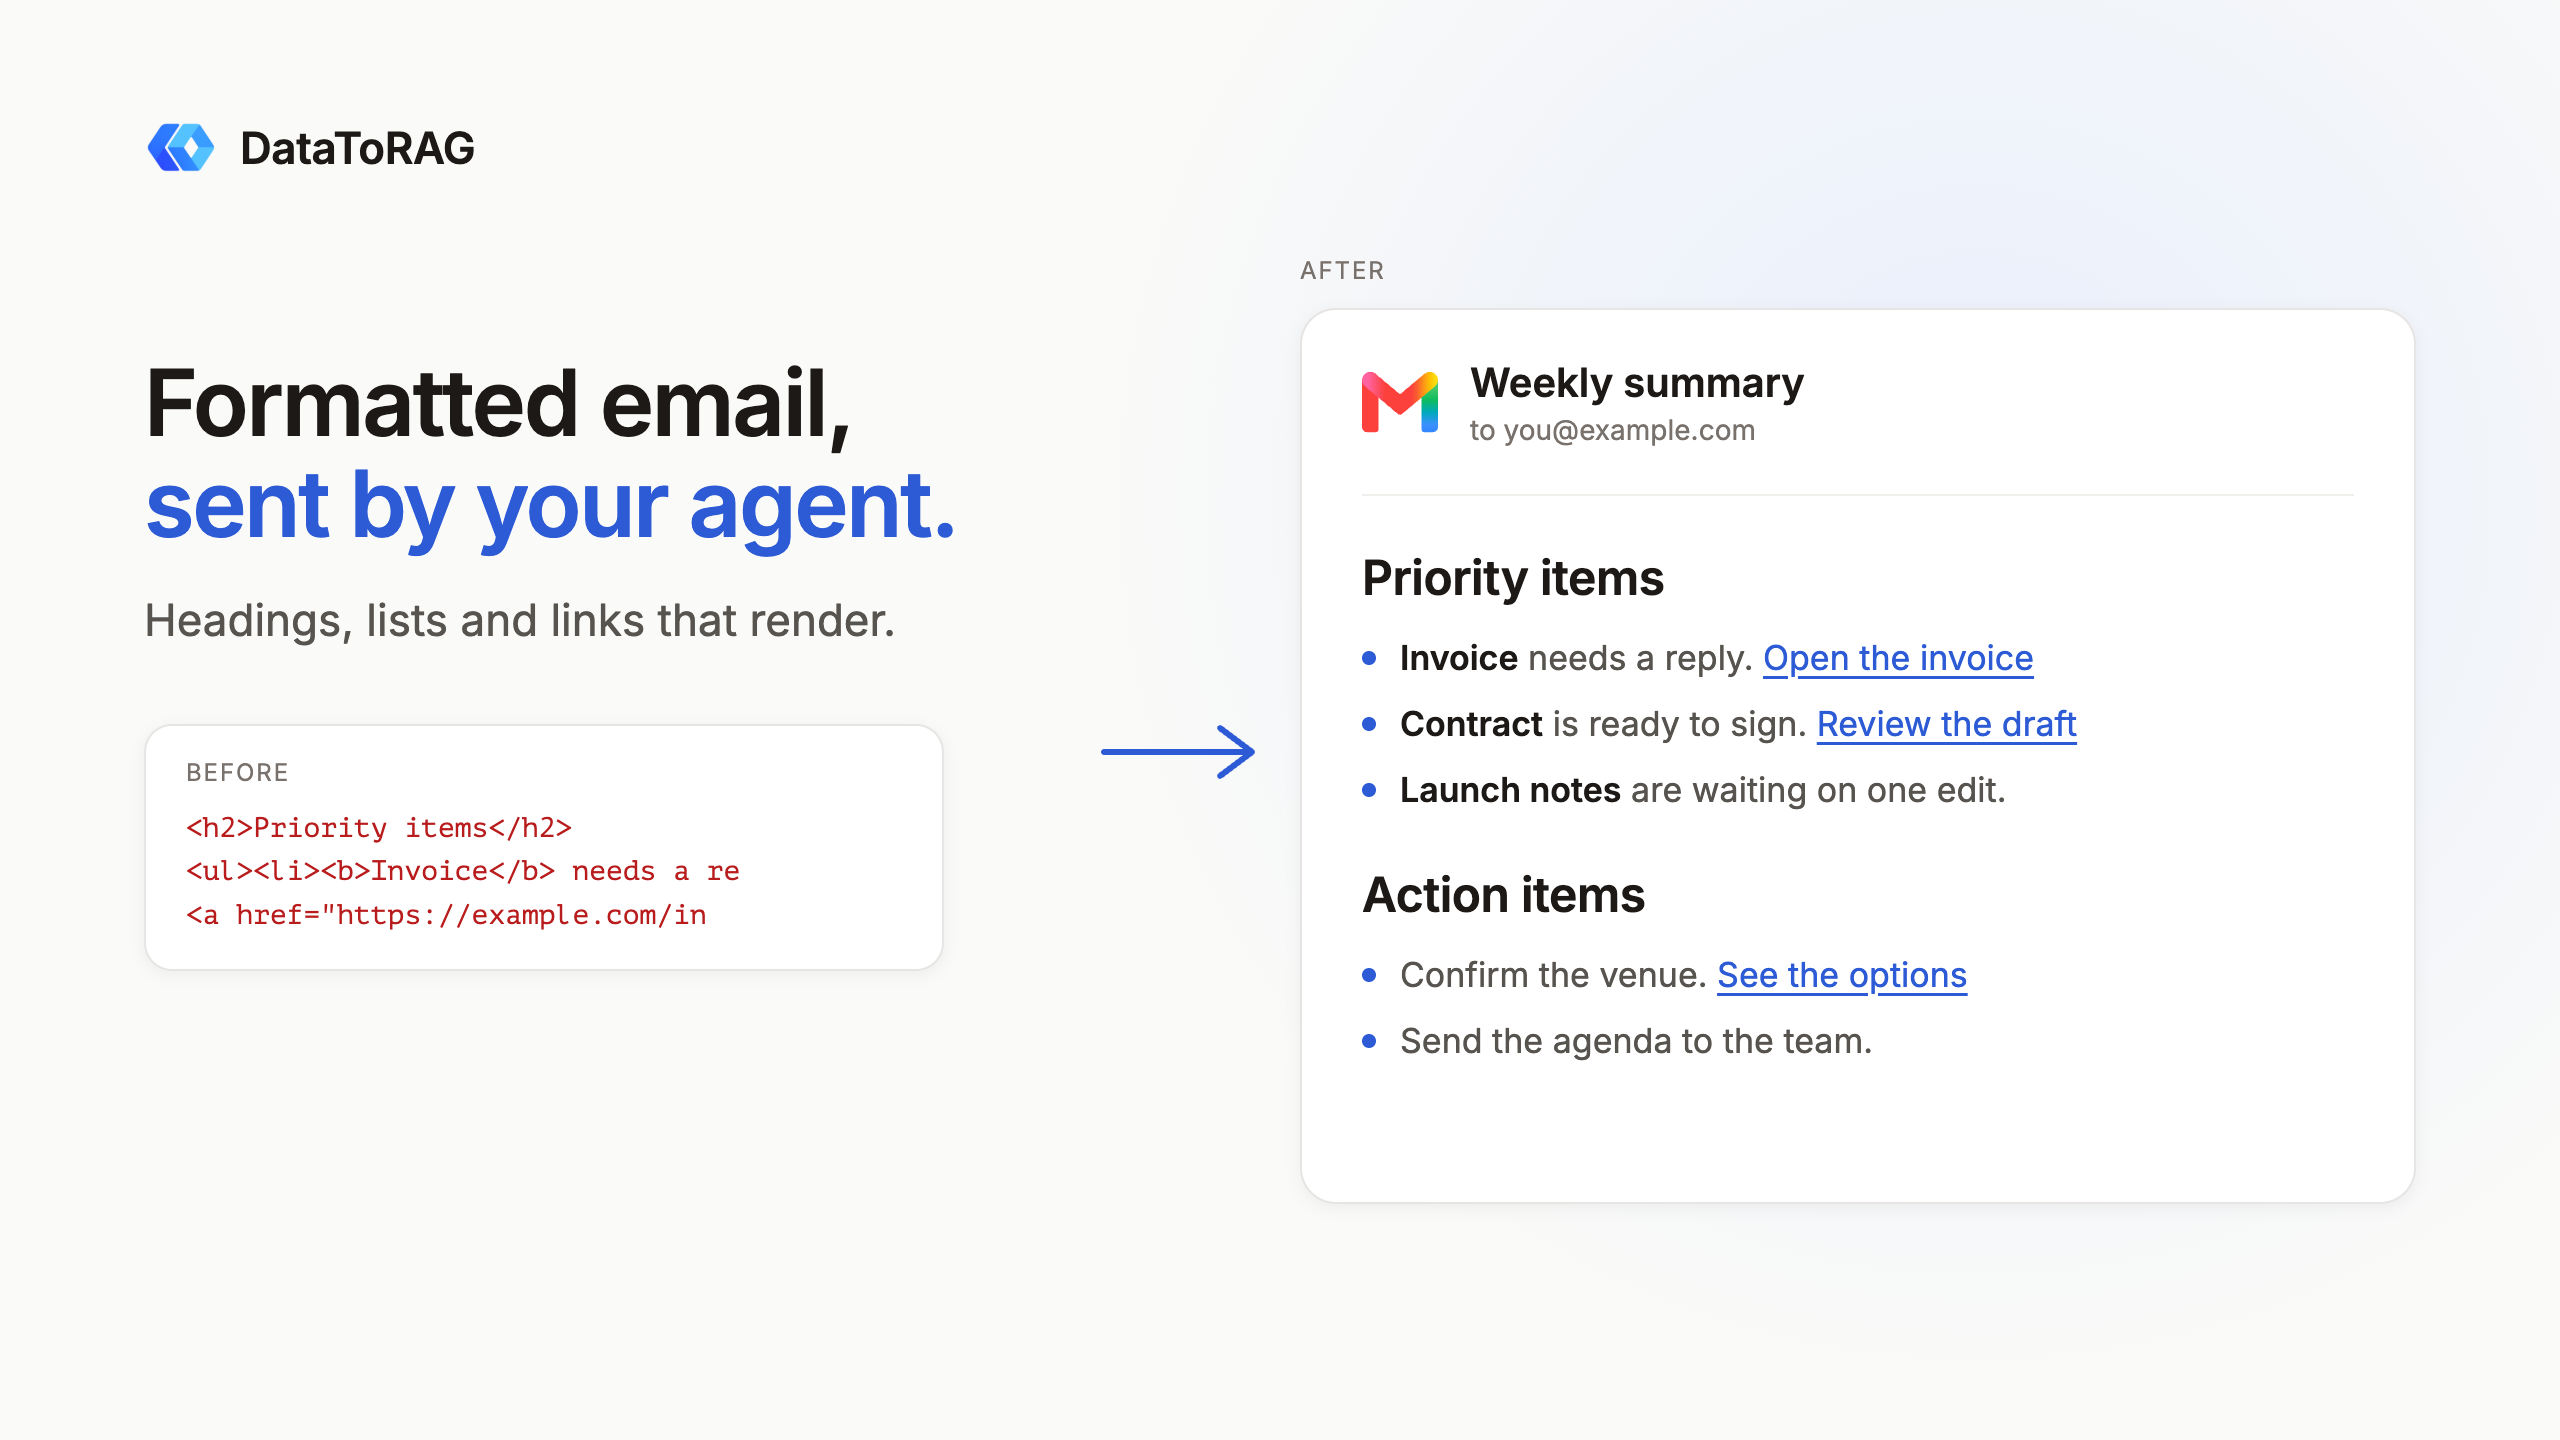 DataToRAG
Formatted email,
sent by your agent.
Headings, lists and links that render.
BEFORE
<h2>Priority items</h2>
<ul><li><b>Invoice</b> needs a re
<a href="https://example.com/in
AFTER
Weekly summary
to you@example.com
Priority items
Invoice needs a reply. Open the invoice
Contract is ready to sign. Review the draft
Launch notes are waiting on one edit.
Action items
Confirm the venue. See the options
Send the agenda to the team.